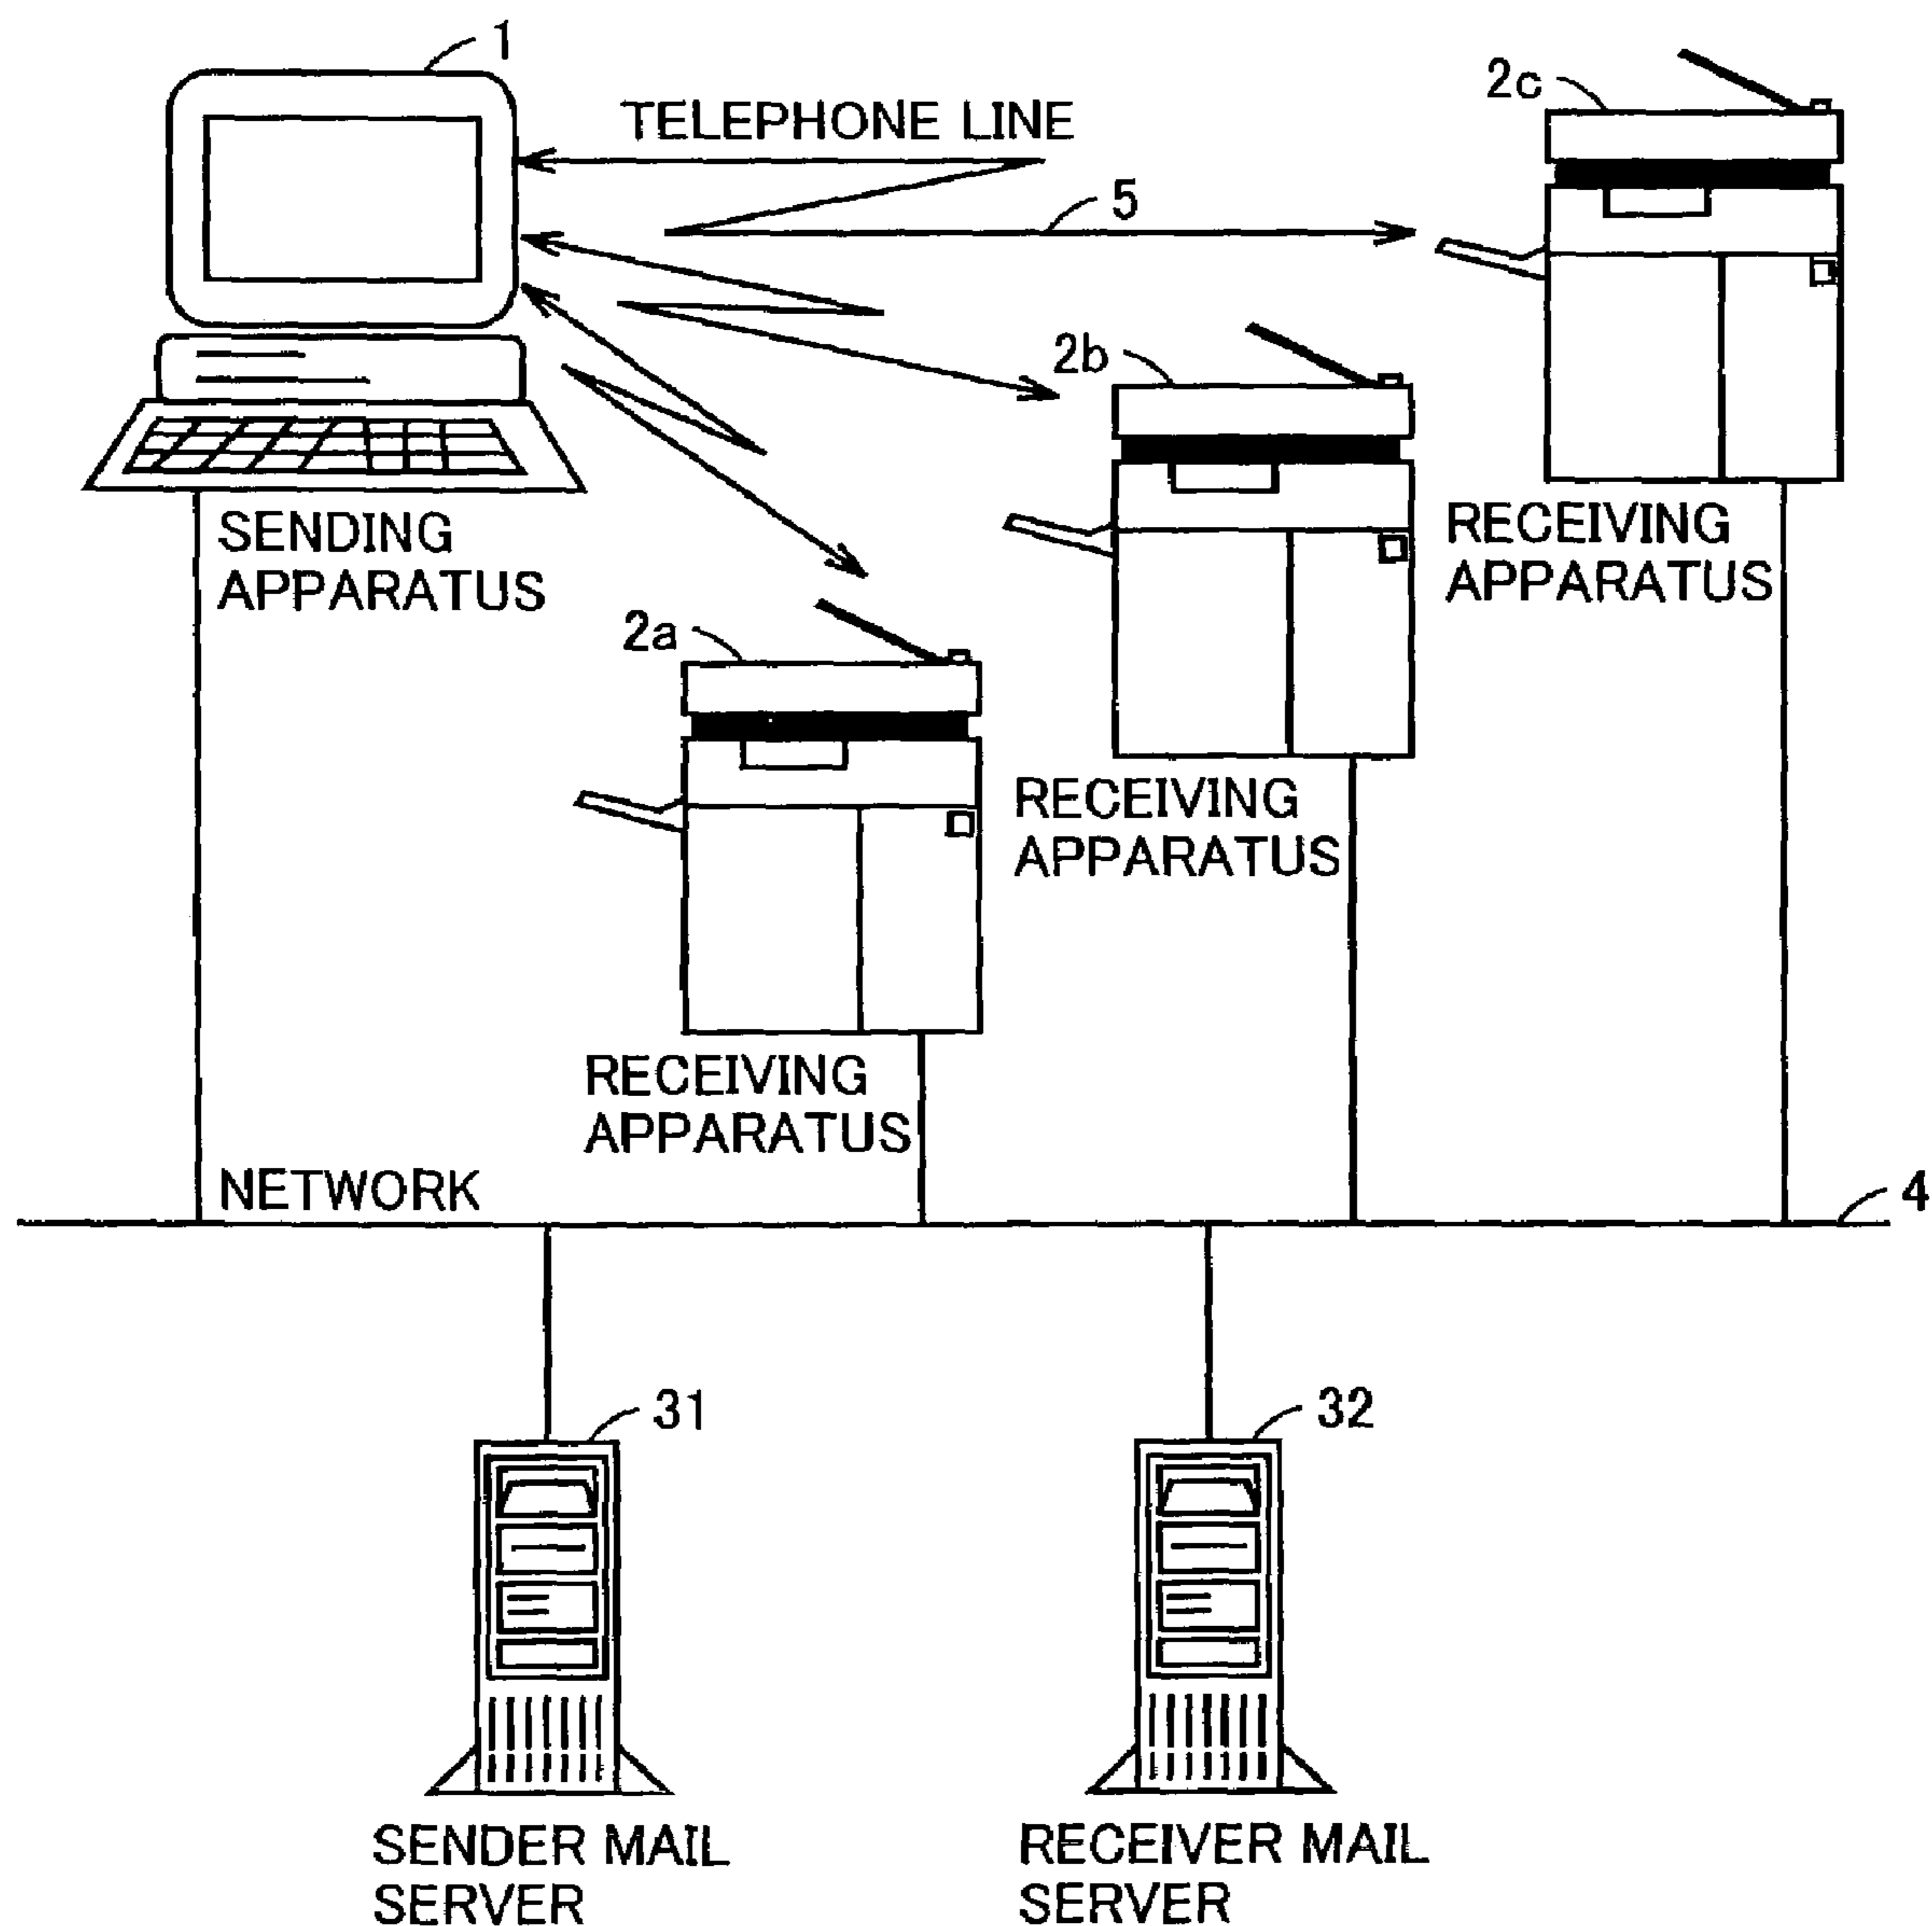 1
2c
TELEPHONE LINE
5
2b
SENDING
APPARATUS
RECEIVING
APPARATUS
2a
RECEIVING
APPARATUS
RECEIVING
APPARATUS
NETWORK
4
31
32
SENDER MAIL
SERVER
RECEIVER MAIL
SERVER